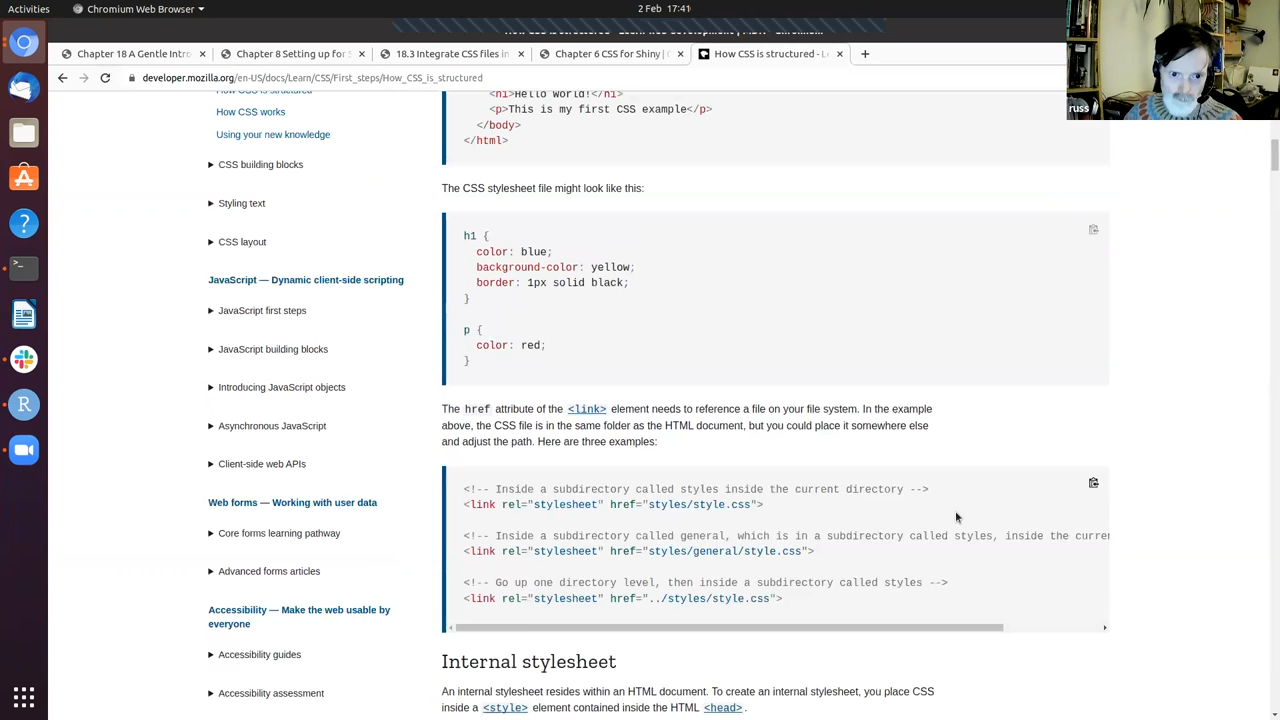 Activities
Chromium Web Browser
2 Feb 17:41
Chapter 18 A Gentle Intro
Chapter 8 Setting up for S
18.3 Integrate CSS files in
Chapter 6 CSS for Shiny | O
How CSS is structured - Le
developer.mozilla.org/en-US/docs/Learn/CSS/First_steps/How_CSS_is_structured
russ
How CSS is structured
How CSS works
Using your new knowledge
CSS building blocks
Styling text
CSS layout
JavaScript — Dynamic client-side scripting
JavaScript first steps
JavaScript building blocks
Introducing JavaScript objects
Asynchronous JavaScript
Client-side web APIs
Web forms — Working with user data
Core forms learning pathway
Advanced forms articles
Accessibility — Make the web usable by
everyone
Accessibility guides
Accessibility assessment
<h1>Hello World!</h1>
<p>This is my first CSS example</p>
</body>
</html>
The CSS stylesheet file might look like this:
h1 {
color: blue;
background-color: yellow;
border: 1px solid black;
}
p {
color: red;
}
The href attribute of the <link> element needs to reference a file on your file system. In the example
above, the CSS file is in the same folder as the HTML document, but you could place it somewhere else
and adjust the path. Here are three examples:
<!-- Inside a subdirectory called styles inside the current directory -->
<link rel="stylesheet" href="styles/style.css">
<!-- Inside a subdirectory called general, which is in a subdirectory called styles, inside the curren
<link rel="stylesheet" href="styles/general/style.css">
<!-- Go up one directory level, then inside a subdirectory called styles -->
<link rel="stylesheet" href="../styles/style.css">
Internal stylesheet
An internal stylesheet resides within an HTML document. To create an internal stylesheet, you place CSS
inside a <style> element contained inside the HTML <head>.